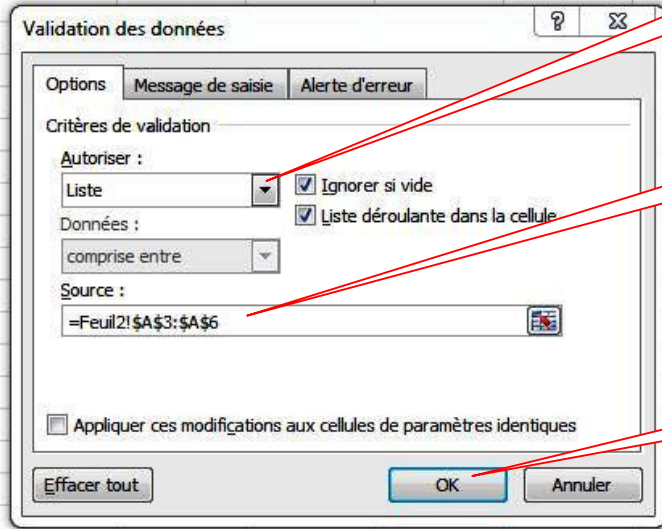 Validation des données
Options Message de saisie Alerte d'erreur
Critères de validation
Autoriser :
Liste
Ignorer si vide
Liste déroulante dans la cellule
Données :
comprise entre
Source :
=Feuil2!$A$3:$A$6
Appliquer ces modifications aux cellules de paramètres identiques
Effacer tout OK Annuler